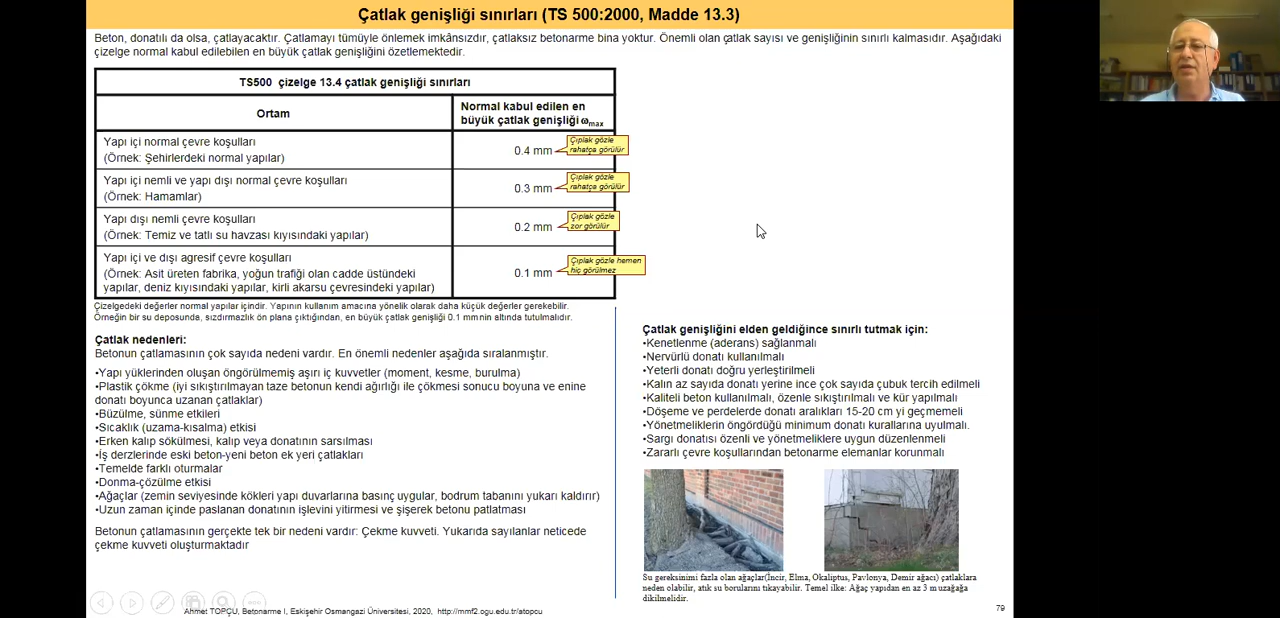 Çatlak genişliği sınırları (TS 500:2000, Madde 13.3)
Beton, donatılı da olsa, çatlayacaktır. Çatlamayı tümüyle önlemek imkânsızdır, çatlaksız betonarme bina yoktur. Önemli olan çatlak sayısı ve genişliğinin sınırlı kalmasıdır. Aşağıdaki
çizelge normal kabul edilebilen en büyük çatlak genişliğini özetlemektedir.
TS500 çizelge 13.4 çatlak genişliği sınırları
Ortam
Normal kabul edilen en
büyük çatlak genişliği ωmax
Yapı içi normal çevre koşulları
(Örnek: Şehirlerdeki normal yapılar)
0.4 mm
Çıplak gözle
rahatça görülür
Yapı içi nemli ve yapı dışı normal çevre koşulları
(Örnek: Hamamlar)
0.3 mm
Çıplak gözle
rahatça görülür
Yapı dışı nemli çevre koşulları
(Örnek: Temiz ve tatlı su havzası kıyısındaki yapılar)
0.2 mm
Çıplak gözle
zor görülür
Yapı içi ve dışı agresif çevre koşulları
(Örnek: Asit üreten fabrika, yoğun trafiği olan cadde üstündeki
yapılar, deniz kıyısındaki yapılar, kirli akarsu çevresindeki yapılar)
0.1 mm
Çıplak gözle hemen
hiç görülmez
Çizelgedeki değerler normal yapılar içindir. Yapının kullanım amacına yönelik olarak daha küçük değerler gerekebilir.
Örneğin bir su deposunda, sızdırmazlık ön plana çıktığından, en büyük çatlak genişliği 0.1 mmnin altında tutulmalıdır.
Çatlak nedenleri:
Betonun çatlamasının çok sayıda nedeni vardır. En önemli nedenler aşağıda sıralanmıştır.
•Yapı yüklerinden oluşan öngörülmemiş aşırı iç kuvvetler (moment, kesme, burulma)
•Plastik çökme (iyi sıkıştırılmayan taze betonun kendi ağırlığı ile çökmesi sonucu boyuna ve enine
donatı boyunca uzanan çatlaklar)
•Büzülme, sünme etkileri
•Sıcaklık (uzama-kısalma) etkisi
•Erken kalıp sökülmesi, kalıp veya donatının sarsılması
•İş derzlerinde eski beton-yeni beton ek yeri çatlakları
•Temelde farklı oturmalar
•Donma-çözülme etkisi
•Ağaçlar (zemin seviyesinde kökleri yapı duvarlarına basınç uygular, bodrum tabanını yukarı kaldırır)
•Uzun zaman içinde paslanan donatının işlevini yitirmesi ve şişerek betonu patlatması
Betonun çatlamasının gerçekte tek bir nedeni vardır: Çekme kuvveti. Yukarıda sayılanlar neticede
çekme kuvveti oluşturmaktadır
Çatlak genişliğini elden geldiğince sınırlı tutmak için:
•Kenetlenme (aderans) sağlanmalı
•Nervürlü donatı kullanılmalı
•Yeterli donatı doğru yerleştirilmeli
•Kalın az sayıda donatı yerine ince çok sayıda çubuk tercih edilmeli
•Kaliteli beton kullanılmalı, özenle sıkıştırılmalı ve kür yapılmalı
•Döşeme ve perdelerde donatı aralıkları 15-20 cm yi geçmemeli
•Yönetmeliklerin öngördüğü minimum donatı kurallarına uyulmalı.
•Sargı donatısı özenli ve yönetmeliklere uygun düzenlenmeli
•Zararlı çevre koşullarından betonarme elemanlar korunmalı
Su gereksinimi fazla olan ağaçlar(İncir, Elma, Okaliptus, Pavlonya, Demir ağacı) çatlaklara
neden olabilir, atık su borularını tıkayabilir. Temel ilke: Ağaç yapıdan en az 3 m uzağağa
dikilmelidir.
Ahmet TOPÇU, Betonarme I, Eskişehir Osmangazi Üniversitesi, 2020, http://mmf2.ogu.edu.tr/atopcu
79